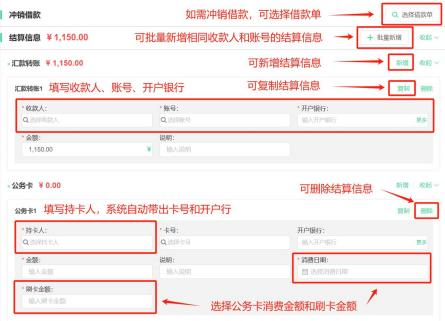 冲销借款
如需冲销借款，可选择借款单
选择借款单
结算信息 ¥ 1,150.00
可批量新增相同收款人和账号的结算信息
+ 批量新增
收起
汇款转账 ¥ 1,150.00
可新增结算信息
新增
收起
汇款转账1
填写收款人、账号、开户银行
可复制结算信息
复制
删除
*收款人:
*账号:
*开户银行:
选择收款人
选择账号
输入开户银行
更多
*金额:
说明:
1,150.00
¥
输入说明
公务卡 ¥ 0.00
新增
收起
可删除结算信息
公务卡1
填写持卡人，系统自动带出卡号和开户行
复制
删除
*持卡人:
*卡号:
开户银行:
选择持卡人
选择卡号
输入开户银行
更多
*金额:
说明:
*消费日期:
输入金额
输入说明
选择消费日期
*刷卡金额:
输入刷卡金额
选择公务卡消费金额和刷卡金额